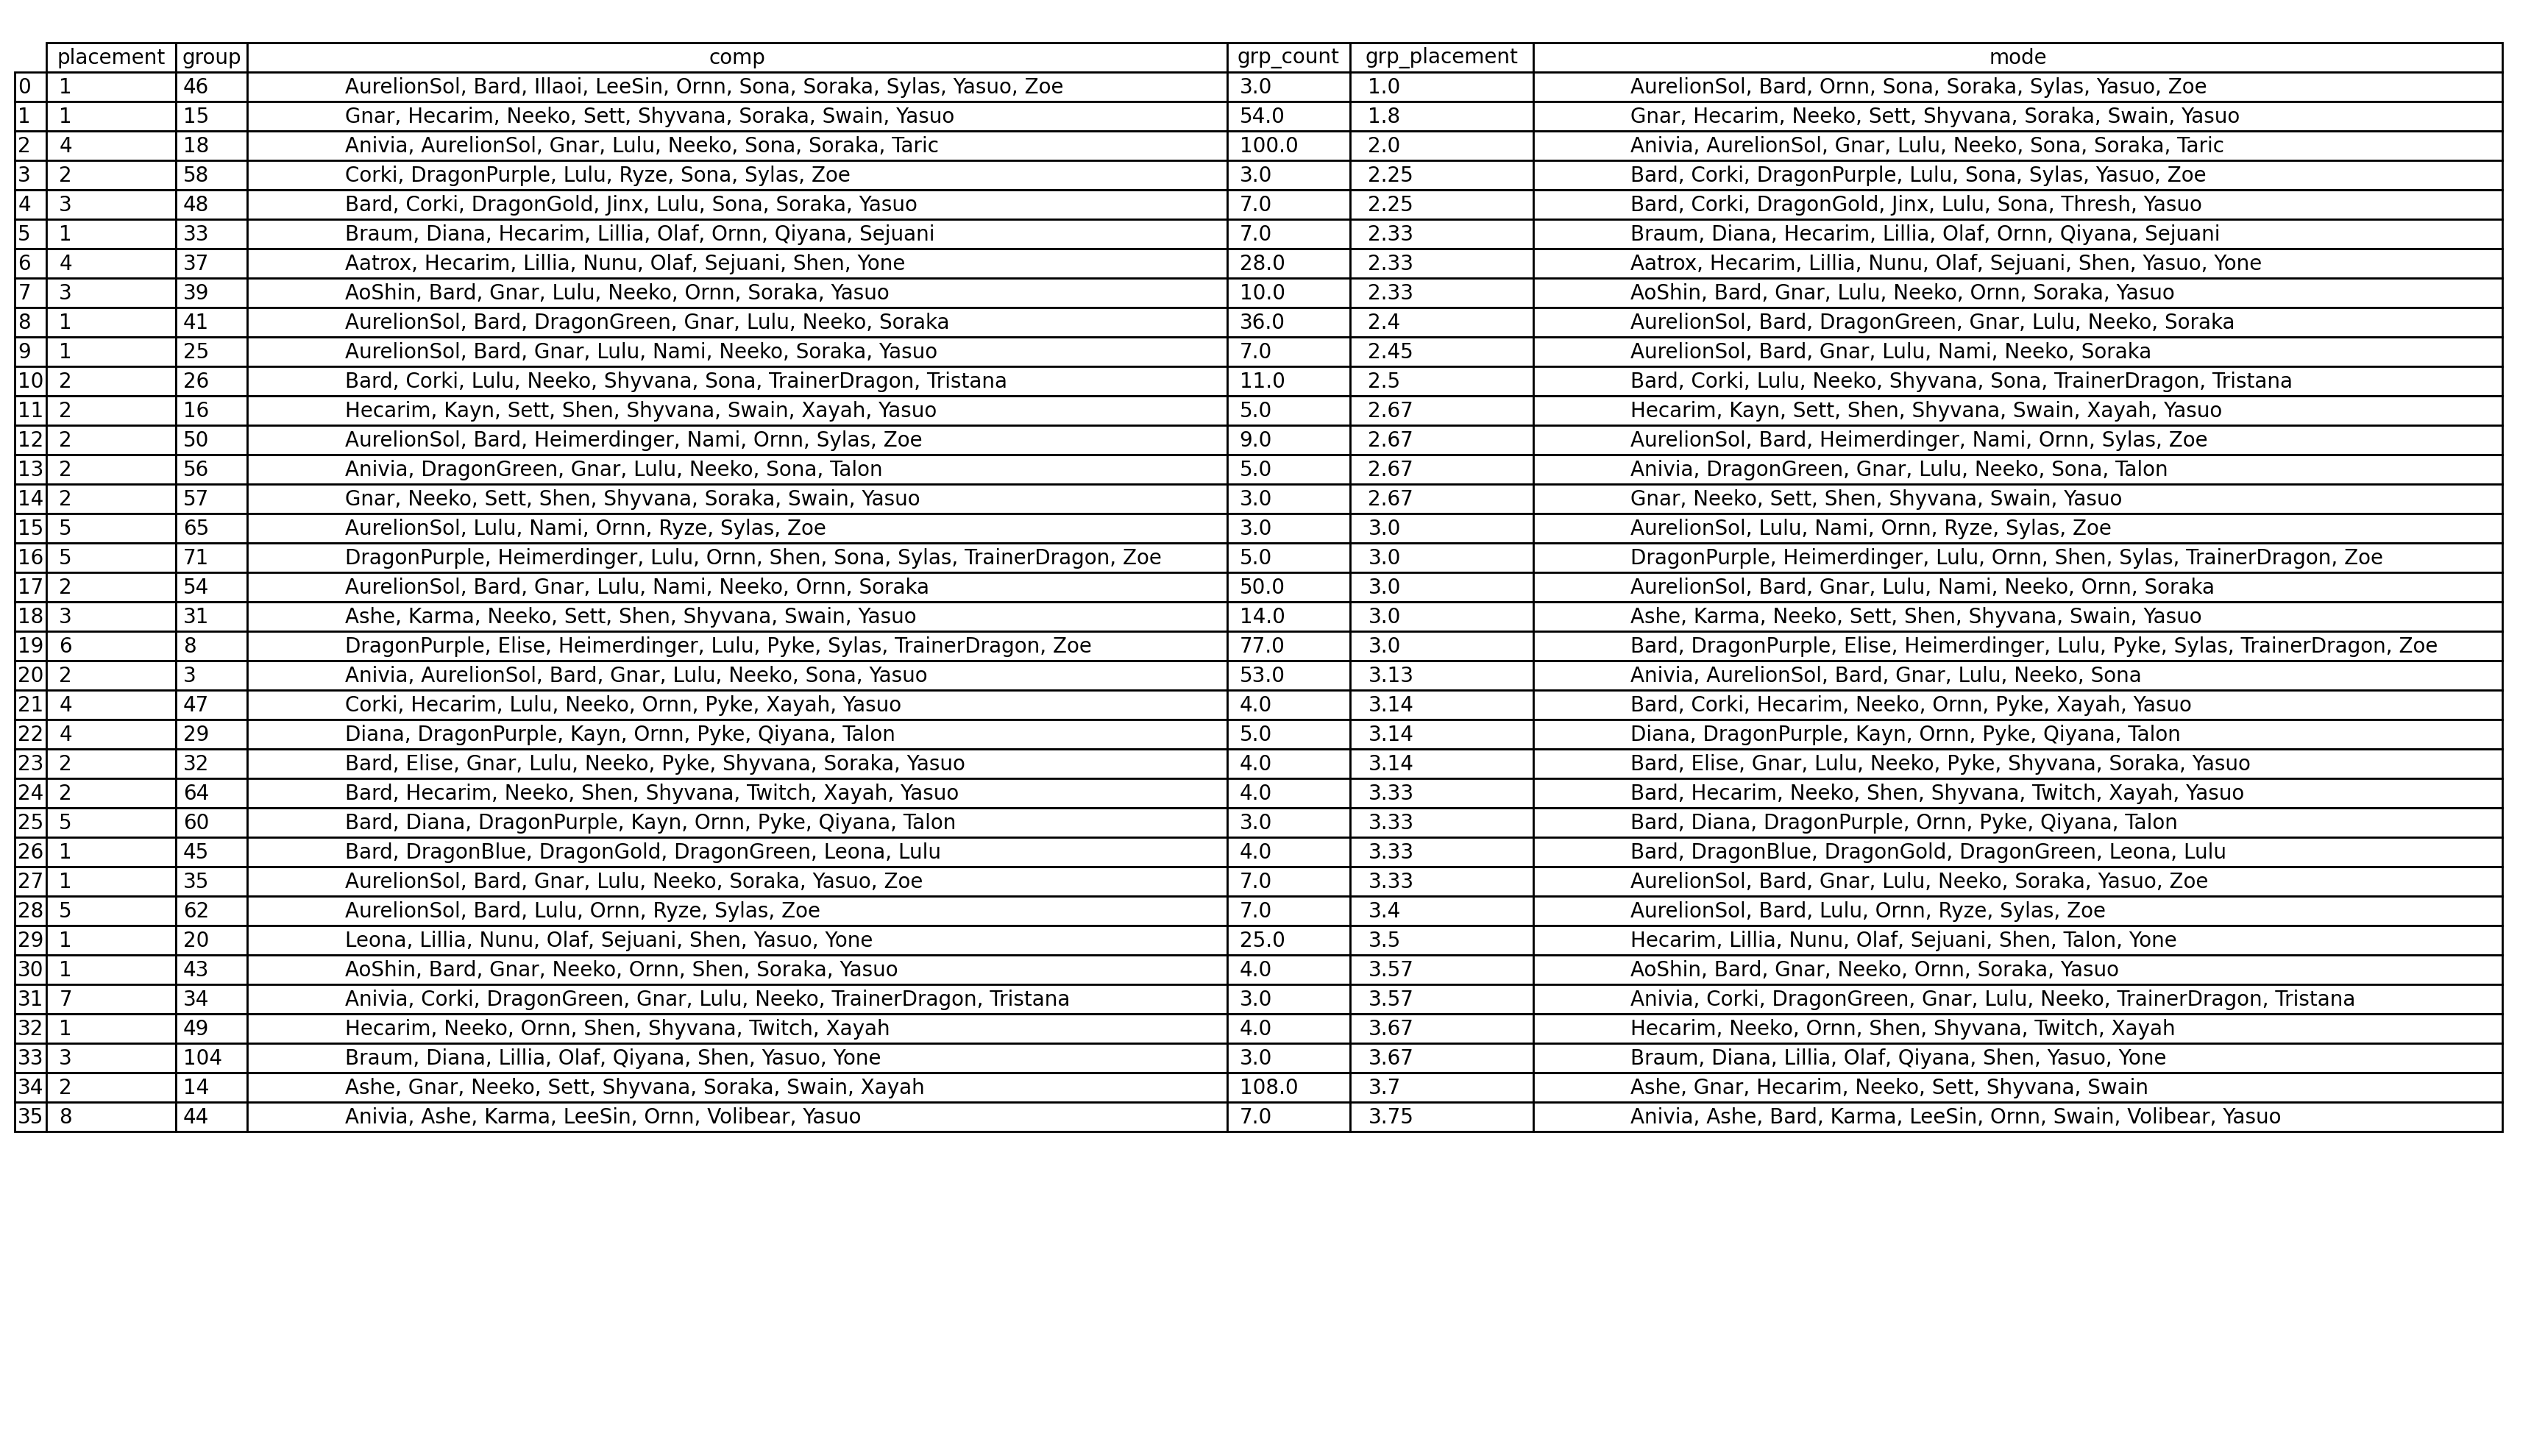 placement group comp grp_count grp_placement mode
0 1 46 AurelionSol, Bard, Illaoi, LeeSin, Ornn, Sona, Soraka, Sylas, Yasuo, Zoe 3.0 1.0 AurelionSol, Bard, Ornn, Sona, Soraka, Sylas, Yasuo, Zoe
1 1 15 Gnar, Hecarim, Neeko, Sett, Shyvana, Soraka, Swain, Yasuo 54.0 1.8 Gnar, Hecarim, Neeko, Sett, Shyvana, Soraka, Swain, Yasuo
2 4 18 Anivia, AurelionSol, Gnar, Lulu, Neeko, Sona, Soraka, Taric 100.0 2.0 Anivia, AurelionSol, Gnar, Lulu, Neeko, Sona, Soraka, Taric
3 2 58 Corki, DragonPurple, Lulu, Ryze, Sona, Sylas, Zoe 3.0 2.25 Bard, Corki, DragonPurple, Lulu, Sona, Sylas, Yasuo, Zoe
4 3 48 Bard, Corki, DragonGold, Jinx, Lulu, Sona, Soraka, Yasuo 7.0 2.25 Bard, Corki, DragonGold, Jinx, Lulu, Sona, Thresh, Yasuo
5 1 33 Braum, Diana, Hecarim, Lillia, Olaf, Ornn, Qiyana, Sejuani 7.0 2.33 Braum, Diana, Hecarim, Lillia, Olaf, Ornn, Qiyana, Sejuani
6 4 37 Aatrox, Hecarim, Lillia, Nunu, Olaf, Sejuani, Shen, Yone 28.0 2.33 Aatrox, Hecarim, Lillia, Nunu, Olaf, Sejuani, Shen, Yasuo, Yone
7 3 39 AoShin, Bard, Gnar, Lulu, Neeko, Ornn, Soraka, Yasuo 10.0 2.33 AoShin, Bard, Gnar, Lulu, Neeko, Ornn, Soraka, Yasuo
8 1 41 AurelionSol, Bard, DragonGreen, Gnar, Lulu, Neeko, Soraka 36.0 2.4 AurelionSol, Bard, DragonGreen, Gnar, Lulu, Neeko, Soraka
9 1 25 AurelionSol, Bard, Gnar, Lulu, Nami, Neeko, Soraka, Yasuo 7.0 2.45 AurelionSol, Bard, Gnar, Lulu, Nami, Neeko, Soraka
10 2 26 Bard, Corki, Lulu, Neeko, Shyvana, Sona, TrainerDragon, Tristana 11.0 2.5 Bard, Corki, Lulu, Neeko, Shyvana, Sona, TrainerDragon, Tristana
11 2 16 Hecarim, Kayn, Sett, Shen, Shyvana, Swain, Xayah, Yasuo 5.0 2.67 Hecarim, Kayn, Sett, Shen, Shyvana, Swain, Xayah, Yasuo
12 2 50 AurelionSol, Bard, Heimerdinger, Nami, Ornn, Sylas, Zoe 9.0 2.67 AurelionSol, Bard, Heimerdinger, Nami, Ornn, Sylas, Zoe
13 2 56 Anivia, DragonGreen, Gnar, Lulu, Neeko, Sona, Talon 5.0 2.67 Anivia, DragonGreen, Gnar, Lulu, Neeko, Sona, Talon
14 2 57 Gnar, Neeko, Sett, Shen, Shyvana, Soraka, Swain, Yasuo 3.0 2.67 Gnar, Neeko, Sett, Shen, Shyvana, Swain, Yasuo
15 5 65 AurelionSol, Lulu, Nami, Ornn, Ryze, Sylas, Zoe 3.0 3.0 AurelionSol, Lulu, Nami, Ornn, Ryze, Sylas, Zoe
16 5 71 DragonPurple, Heimerdinger, Lulu, Ornn, Shen, Sona, Sylas, TrainerDragon, Zoe 5.0 3.0 DragonPurple, Heimerdinger, Lulu, Ornn, Shen, Sylas, TrainerDragon, Zoe
17 2 54 AurelionSol, Bard, Gnar, Lulu, Nami, Neeko, Ornn, Soraka 50.0 3.0 AurelionSol, Bard, Gnar, Lulu, Nami, Neeko, Ornn, Soraka
18 3 31 Ashe, Karma, Neeko, Sett, Shen, Shyvana, Swain, Yasuo 14.0 3.0 Ashe, Karma, Neeko, Sett, Shen, Shyvana, Swain, Yasuo
19 6 8 DragonPurple, Elise, Heimerdinger, Lulu, Pyke, Sylas, TrainerDragon, Zoe 77.0 3.0 Bard, DragonPurple, Elise, Heimerdinger, Lulu, Pyke, Sylas, TrainerDragon, Zoe
20 2 3 Anivia, AurelionSol, Bard, Gnar, Lulu, Neeko, Sona, Yasuo 53.0 3.13 Anivia, AurelionSol, Bard, Gnar, Lulu, Neeko, Sona
21 4 47 Corki, Hecarim, Lulu, Neeko, Ornn, Pyke, Xayah, Yasuo 4.0 3.14 Bard, Corki, Hecarim, Neeko, Ornn, Pyke, Xayah, Yasuo
22 4 29 Diana, DragonPurple, Kayn, Ornn, Pyke, Qiyana, Talon 5.0 3.14 Diana, DragonPurple, Kayn, Ornn, Pyke, Qiyana, Talon
23 2 32 Bard, Elise, Gnar, Lulu, Neeko, Pyke, Shyvana, Soraka, Yasuo 4.0 3.14 Bard, Elise, Gnar, Lulu, Neeko, Pyke, Shyvana, Soraka, Yasuo
24 2 64 Bard, Hecarim, Neeko, Shen, Shyvana, Twitch, Xayah, Yasuo 4.0 3.33 Bard, Hecarim, Neeko, Shen, Shyvana, Twitch, Xayah, Yasuo
25 5 60 Bard, Diana, DragonPurple, Kayn, Ornn, Pyke, Qiyana, Talon 3.0 3.33 Bard, Diana, DragonPurple, Ornn, Pyke, Qiyana, Talon
26 1 45 Bard, DragonBlue, DragonGold, DragonGreen, Leona, Lulu 4.0 3.33 Bard, DragonBlue, DragonGold, DragonGreen, Leona, Lulu
27 1 35 AurelionSol, Bard, Gnar, Lulu, Neeko, Soraka, Yasuo, Zoe 7.0 3.33 AurelionSol, Bard, Gnar, Lulu, Neeko, Soraka, Yasuo, Zoe
28 5 62 AurelionSol, Bard, Lulu, Ornn, Ryze, Sylas, Zoe 7.0 3.4 AurelionSol, Bard, Lulu, Ornn, Ryze, Sylas, Zoe
29 1 20 Leona, Lillia, Nunu, Olaf, Sejuani, Shen, Yasuo, Yone 25.0 3.5 Hecarim, Lillia, Nunu, Olaf, Sejuani, Shen, Talon, Yone
30 1 43 AoShin, Bard, Gnar, Neeko, Ornn, Shen, Soraka, Yasuo 4.0 3.57 AoShin, Bard, Gnar, Neeko, Ornn, Soraka, Yasuo
31 7 34 Anivia, Corki, DragonGreen, Gnar, Lulu, Neeko, TrainerDragon, Tristana 3.0 3.57 Anivia, Corki, DragonGreen, Gnar, Lulu, Neeko, TrainerDragon, Tristana
32 1 49 Hecarim, Neeko, Ornn, Shen, Shyvana, Twitch, Xayah 4.0 3.67 Hecarim, Neeko, Ornn, Shen, Shyvana, Twitch, Xayah
33 3 104 Braum, Diana, Lillia, Olaf, Qiyana, Shen, Yasuo, Yone 3.0 3.67 Braum, Diana, Lillia, Olaf, Qiyana, Shen, Yasuo, Yone
34 2 14 Ashe, Gnar, Neeko, Sett, Shyvana, Soraka, Swain, Xayah 108.0 3.7 Ashe, Gnar, Hecarim, Neeko, Sett, Shyvana, Swain
35 8 44 Anivia, Ashe, Karma, LeeSin, Ornn, Volibear, Yasuo 7.0 3.75 Anivia, Ashe, Bard, Karma, LeeSin, Ornn, Swain, Volibear, Yasuo